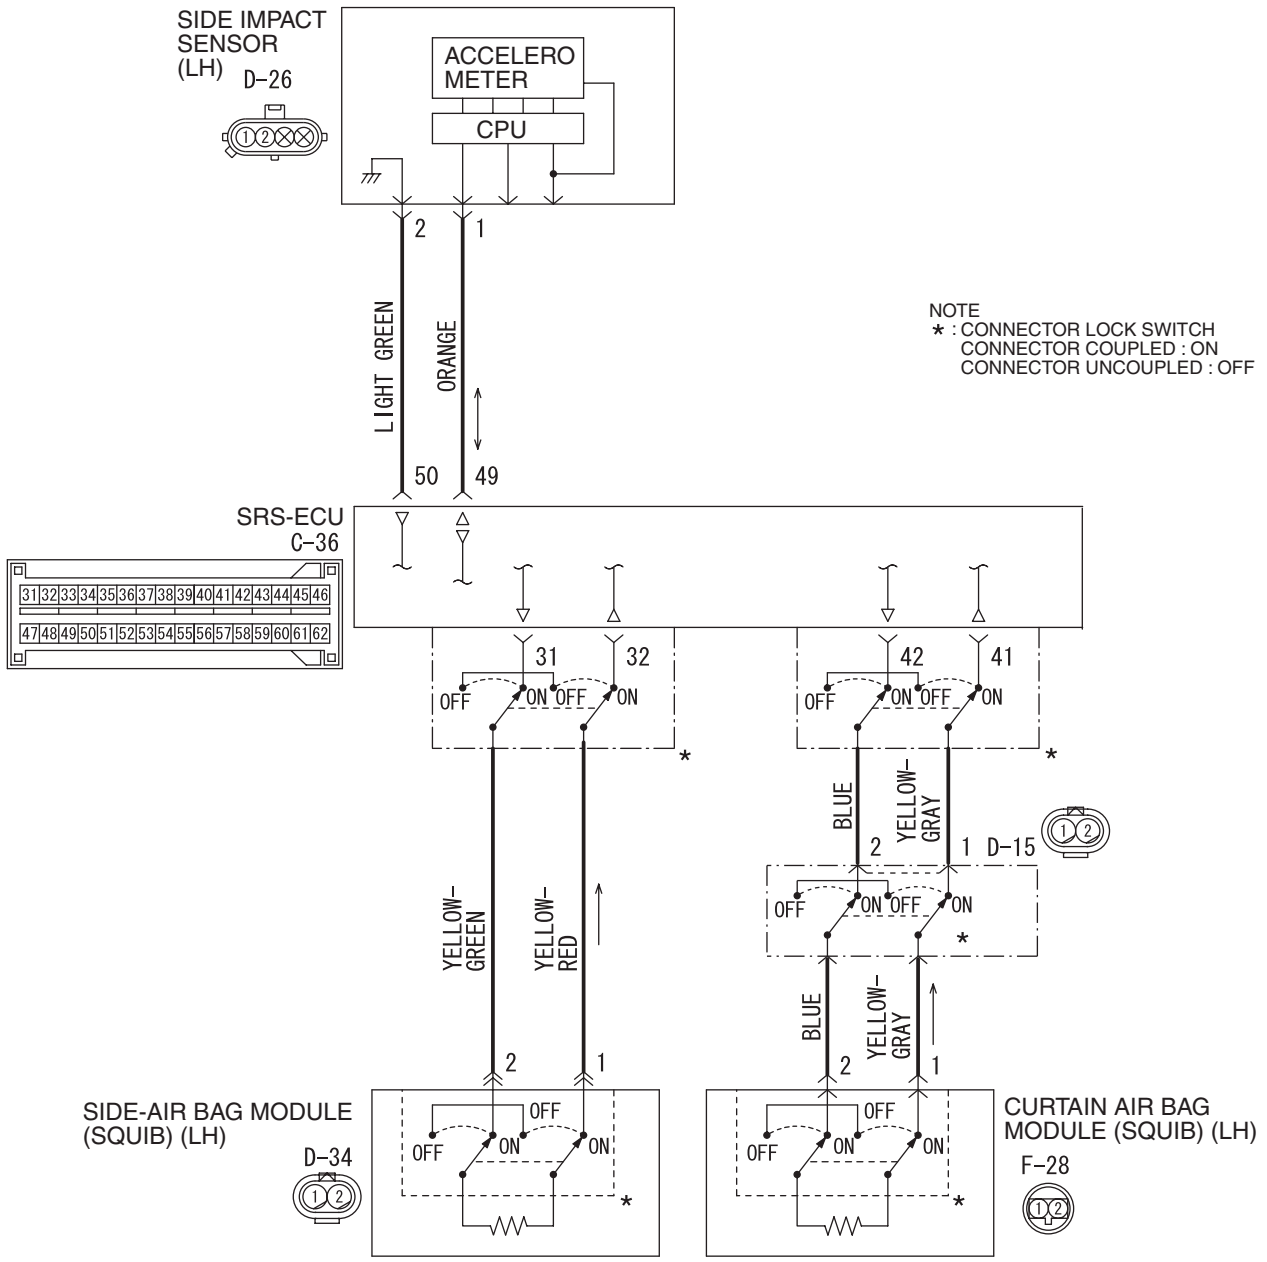 SIDE IMPACT
SENSOR
(LH)
D-26
1 2
ACCELERO
METER
CPU
2
1
LIGHT GREEN
ORANGE
NOTE
* : CONNECTOR LOCK SWITCH
CONNECTOR COUPLED : ON
CONNECTOR UNCOUPLED : OFF
50
49
SRS-ECU
C-36
31 32 33 34 35 36 37 38 39 40 41 42 43 44 45 46
47 48 49 50 51 52 53 54 55 56 57 58 59 60 61 62
31
32
42
41
OFF
ON
OFF
ON
*
OFF
ON
OFF
ON
*
YELLOW-
GREEN
YELLOW-
RED
BLUE
YELLOW-
GRAY
2
1
D-15
1 2
OFF
ON
OFF
ON
*
BLUE
YELLOW-
GRAY
2
1
2
1
SIDE-AIR BAG MODULE
(SQUIB) (LH)
D-34
1 2
OFF
ON
OFF
ON
*
OFF
ON
OFF
ON
*
CURTAIN AIR BAG
MODULE (SQUIB) (LH)
F-28
1 2